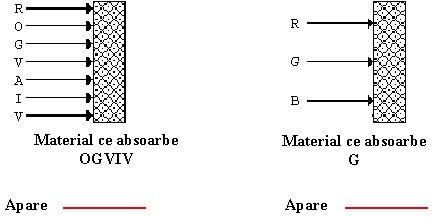 R
O
G
V
A
I
V
Material ce absoarbe
OGVIV
Apare
R
G
B
Material ce absoarbe
G
Apare